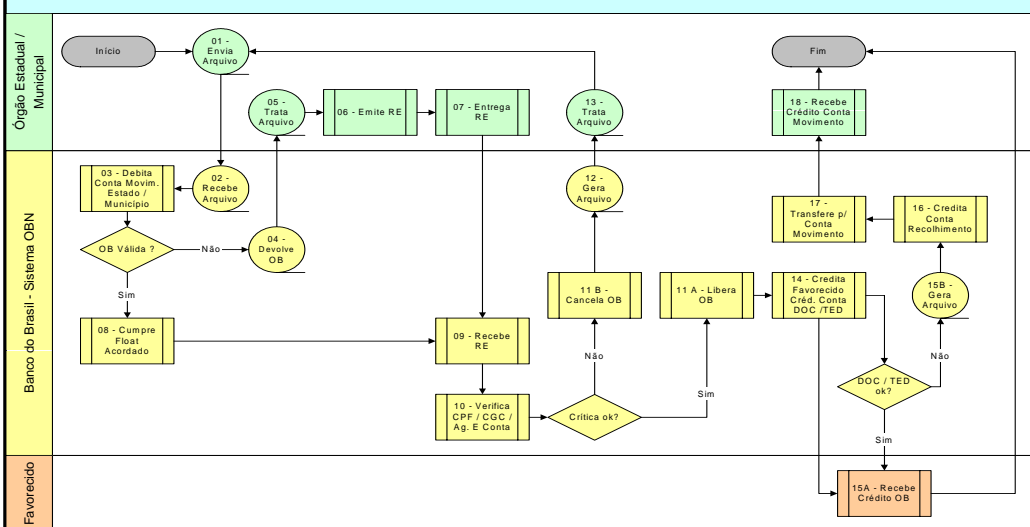 Órgão Estadual /
Municipal
Início
01 -
Envia
Arquivo
05 -
Trata
Arquivo
06 - Emite RE
07 - Entrega
RE
13 -
Trata
Arquivo
Fim
18 - Recebe
Crédito Conta
Movimento
Banco do Brasil - Sistema OBN
03 - Debita
Conta Movim.
Estado /
Município
02 -
Recebe
Arquivo
OB Válida ?
Não
04 -
Devolve
OB
Sim
08 - Cumpre
Float
Acordado
12 -
Gera
Arquivo
11 B -
Cancela OB
11 A - Libera
OB
09 - Recebe
RE
Não
Sim
10 - Verifica
CPF / CGC /
Ag. E Conta
Crítica ok?
17 -
Transfere p/
Conta
Movimento
16 - Credita
Conta
Recolhimento
14 - Credita
Favorecido
Créd. Conta
DOC /TED
15B -
Gera
Arquivo
Não
DOC / TED
ok?
Sim
Favorecido
15A - Recebe
Crédito OB